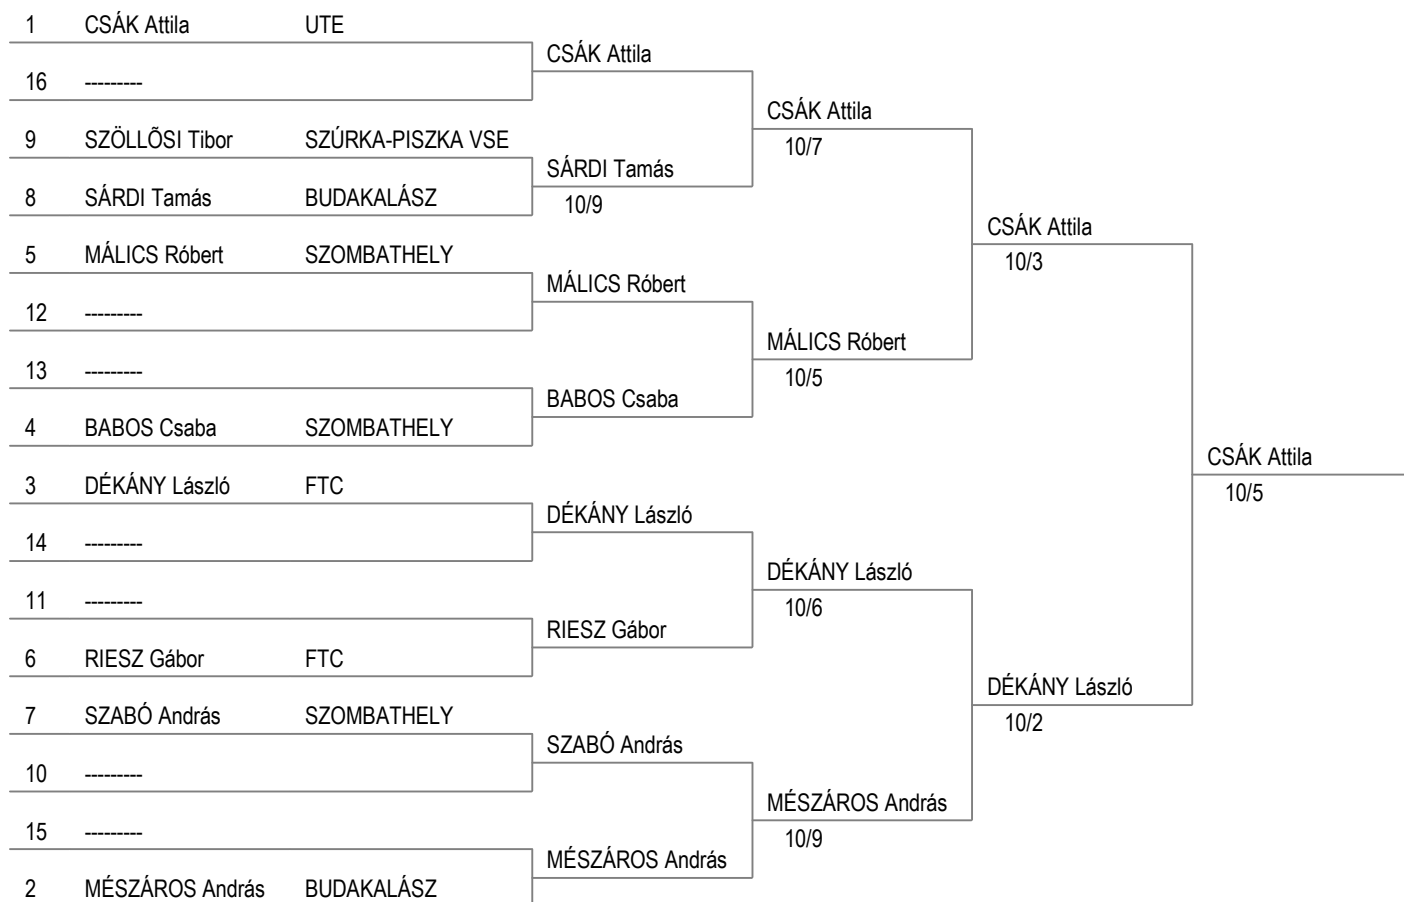 1 CSÁK Attila UTE
CSÁK Attila
16 ---------
CSÁK Attila
9 SZÖLLÕSI Tibor SZÚRKA-PISZKA VSE
10/7
SÁRDI Tamás
8 SÁRDI Tamás BUDAKALÁSZ
10/9
CSÁK Attila
5 MÁLICS Róbert SZOMBATHELY
10/3
MÁLICS Róbert
12 ---------
MÁLICS Róbert
13 ---------
10/5
BABOS Csaba
4 BABOS Csaba SZOMBATHELY
CSÁK Attila
3 DÉKÁNY László FTC
10/5
DÉKÁNY László
14 ---------
DÉKÁNY László
11 ---------
10/6
RIESZ Gábor
6 RIESZ Gábor FTC
DÉKÁNY László
7 SZABÓ András SZOMBATHELY
10/2
SZABÓ András
10 ---------
MÉSZÁROS András
15 ---------
10/9
MÉSZÁROS András
2 MÉSZÁROS András BUDAKALÁSZ